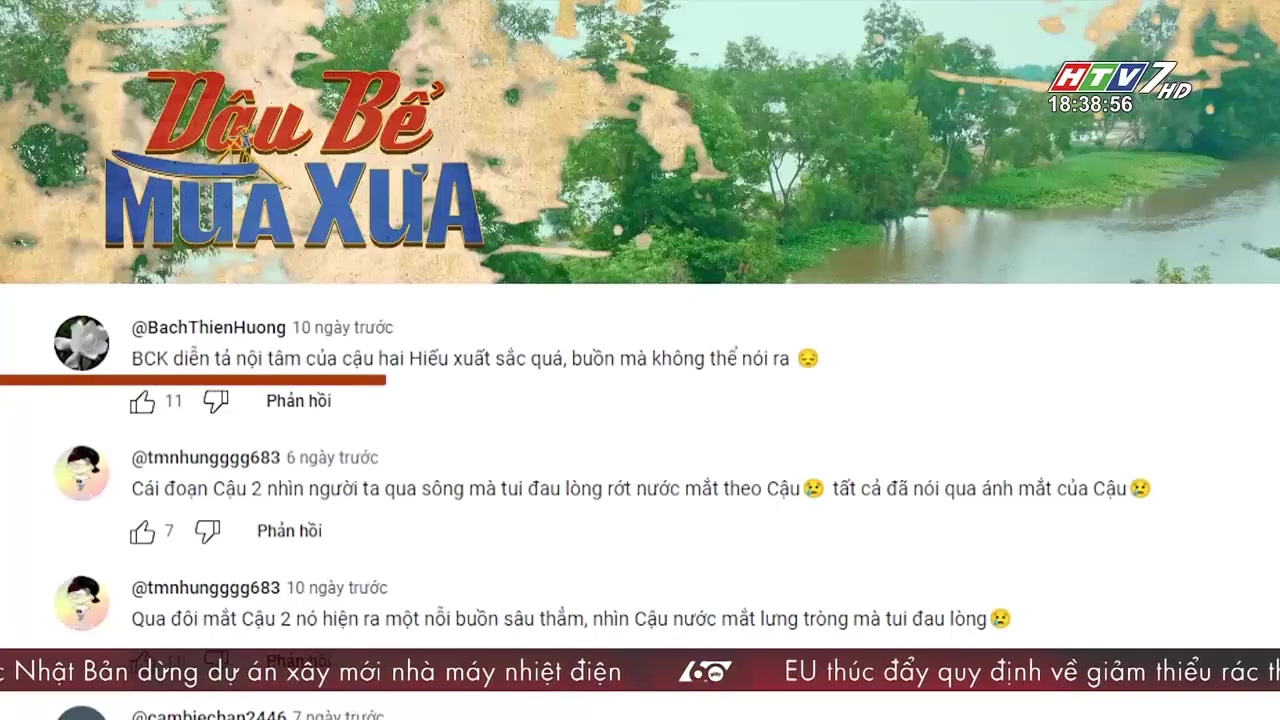 HTV7 HD
18:38:56
Dâu Bể
MÙA XƯA
@BachThienHuong 10 ngày trước
BCK diễn tả nội tâm của cậu hai Hiếu xuất sắc quá, buồn mà không thể nói ra 😔
11 Phản hồi
@tmnhungggg683 6 ngày trước
Cái đoạn Cậu 2 nhìn người ta qua sông mà tui đau lòng rớt nước mắt theo Cậu😢 tất cả đã nói qua ánh mắt của Cậu😢
7 Phản hồi
@tmnhungggg683 10 ngày trước
Qua đôi mắt Cậu 2 nó hiện ra một nỗi buồn sâu thẳm, nhìn Cậu nước mắt lưng tròng mà tui đau lòng😢
Phản hồi
Nhật Bản dừng dự án xây mới nhà máy nhiệt điện 60 giây EU thúc đẩy quy định về giảm thiểu rác
@cambiechan2446 7 ngày trước